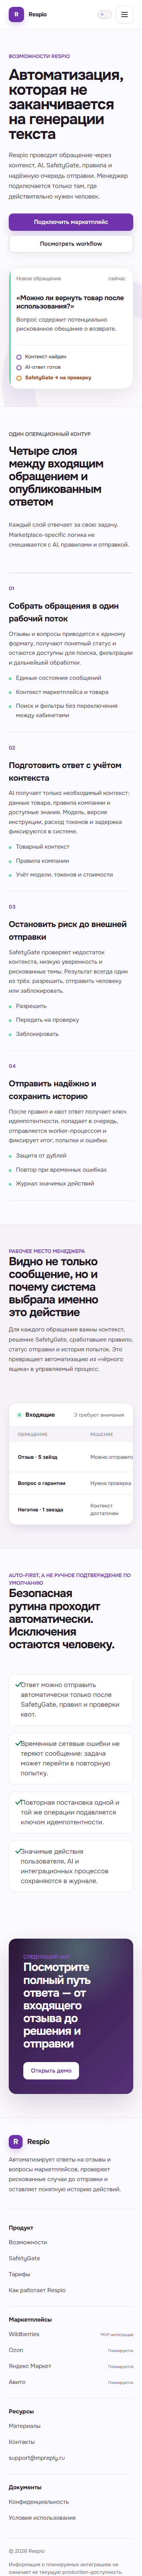 R Respio
ВОЗМОЖНОСТИ RESPIO
Автоматизация,
которая не
заканчивается
на генерации
текста
Respio проводит обращение через
контекст, AI, SafetyGate, правила и
надёжную очередь отправки. Менеджер
подключается только там, где
действительно нужен человек.
Подключить маркетплейс
Посмотреть workflow
Новое обращение сейчас
«Можно ли вернуть товар после
использования?»
Вопрос содержит потенциально
рискованное обещание о возврате.
Контекст найден
AI-ответ готов
SafetyGate → на проверку
ОДИН ОПЕРАЦИОННЫЙ КОНТУР
Четыре слоя
между входящим
обращением и
опубликованным
ответом
Каждый слой отвечает за свою задачу.
Marketplace-specific логика не
смешивается с AI, правилами и отправкой.
01
Собрать обращения в один
рабочий поток
Отзывы и вопросы приводятся к единому
формату, получают понятный статус и
остаются доступны для поиска, фильтрации
и дальнейшей обработки.
Единые состояния сообщений
Контекст маркетплейса и товара
Поиск и фильтры без переключения
между кабинетами
02
Подготовить ответ с учётом
контекста
AI получает только необходимый контекст:
данные товара, правила компании и
доступные знания. Модель, версия
инструкции, расход токенов и задержка
фиксируются в системе.
Товарный контекст
Правила компании
Учёт модели, токенов и стоимости
03
Остановить риск до внешней
отправки
SafetyGate проверяет недостаток
контекста, низкую уверенность и
рискованные темы. Результат всегда один
из трёх: разрешить, отправить человеку
или заблокировать.
Разрешить
Передать на проверку
Заблокировать
04
Отправить надёжно и
сохранить историю
После правил и квот ответ получает ключ
идемпотентности, попадает в очередь,
отправляется worker-процессом и
фиксирует итог, попытки и ошибки.
Защита от дублей
Повтор при временных ошибках
Журнал значимых действий
РАБОЧЕЕ МЕСТО МЕНЕДЖЕРА
Видно не только
сообщение, но и
почему система
выбрала именно
это действие
Для каждого обращения важны контекст,
решение SafetyGate, сработавшее правило,
статус отправки и история попыток. Это
превращает автоматизацию из «чёрного
ящика» в управляемый процесс.
Входящие 3 требуют внимания
ОБРАЩЕНИЕ РЕШЕНИЕ
Отзыв · 5 звёзд Можно отправить
Вопрос о гарантии Нужна проверка
Негатив · 1 звезда Контекст
достаточен
AUTO-FIRST, А НЕ РУЧНОЕ ПОДТВЕРЖДЕНИЕ ПО
УМОЛЧАНИЮ
Безопасная
рутина проходит
автоматически.
Исключения
остаются человеку.
Ответ можно отправить
автоматически только после
SafetyGate, правил и проверки
квот.
Временные сетевые ошибки не
теряют сообщение: задача
может перейти в повторную
попытку.
Повторная постановка одной и
той же операции подавляется
ключом идемпотентности.
Значимые действия
пользователя, AI и
интеграционных процессов
сохраняются в журнале.
СЛЕДУЮЩИЙ ШАГ
Посмотрите
полный путь
ответа — от
входящего
отзыва до
решения и
отправки
Открыть демо
R Respio
Автоматизирует ответы на отзывы и
вопросы маркетплейсов, проверяет
рискованные случаи до отправки и
оставляет понятную историю действий.
Продукт
Возможности
SafetyGate
Тарифы
Как работает Respio
Маркетплейсы
Wildberries MVP-интеграция
Ozon Планируется
Яндекс Маркет Планируется
Авито Планируется
Ресурсы
Материалы
Контакты
support@mpreply.ru
Документы
Конфиденциальность
Условия использования
© 2026 Respio
Информация о планируемых интеграциях не
означает их текущую production-доступность.